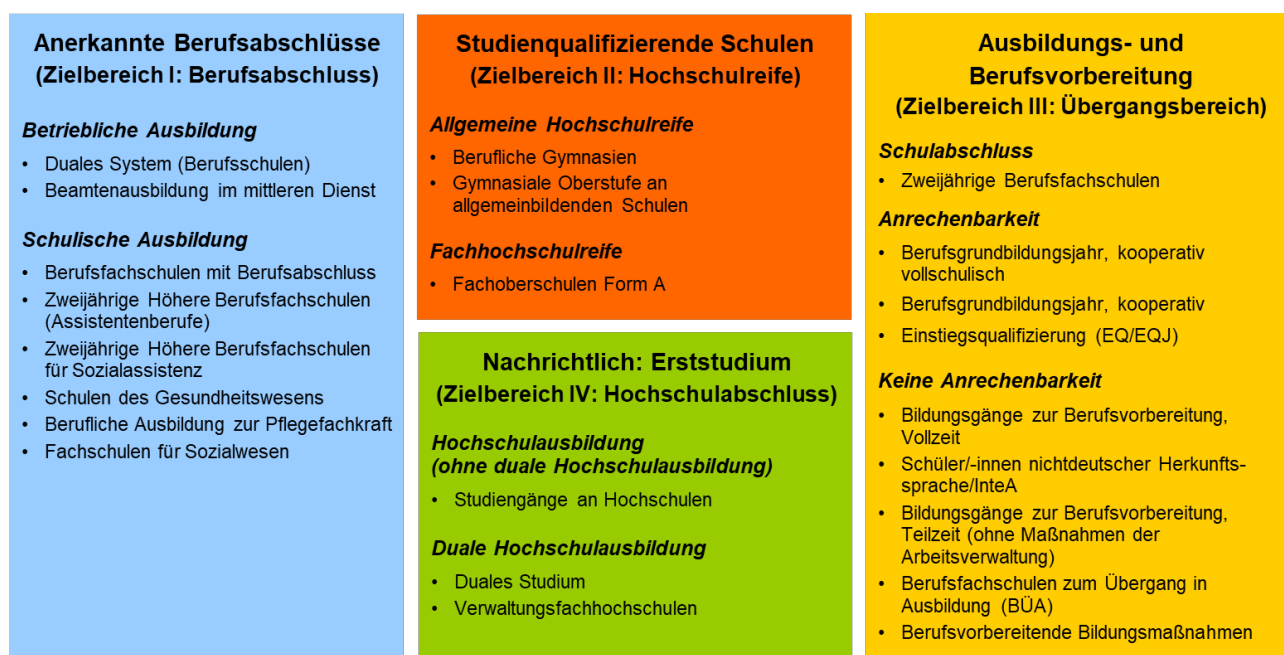 Anerkannte Berufsabschlüsse
(Zielbereich I: Berufsabschluss)
Betriebliche Ausbildung
• Duales System (Berufsschulen)
• Beamtenausbildung im mittleren Dienst
Schulische Ausbildung
• Berufsfachschulen mit Berufsabschluss
• Zweijährige Höhere Berufsfachschulen
(Assistentenberufe)
• Zweijährige Höhere Berufsfachschulen
für Sozialassistenz
• Schulen des Gesundheitswesens
• Berufliche Ausbildung zur Pflegefachkraft
• Fachschulen für Sozialwesen
Studienqualifizierende Schulen
(Zielbereich II: Hochschulreife)
Allgemeine Hochschulreife
• Berufliche Gymnasien
• Gymnasiale Oberstufe an
allgemeinbildenden Schulen
Fachhochschulreife
• Fachoberschulen Form A
Nachrichtlich: Erststudium
(Zielbereich IV: Hochschulabschluss)
Hochschulausbildung
(ohne duale Hochschulausbildung)
• Studiengänge an Hochschulen
Duale Hochschulausbildung
• Duales Studium
• Verwaltungsfachhochschulen
Ausbildungs- und
Berufsvorbereitung
(Zielbereich III: Übergangsbereich)
Schulabschluss
• Zweijährige Berufsfachschulen
Anrechenbarkeit
• Berufsgrundbildungsjahr, kooperativ
vollschulisch
• Berufsgrundbildungsjahr, kooperativ
• Einstiegsqualifizierung (EQ/EQJ)
Keine Anrechenbarkeit
• Bildungsgänge zur Berufsvorbereitung,
Vollzeit
• Schüler/-innen nichtdeutscher Herkunfts-
sprache/InteA
• Bildungsgänge zur Berufsvorbereitung,
Teilzeit (ohne Maßnahmen der
Arbeitsverwaltung)
• Berufsfachschulen zum Übergang in
Ausbildung (BÜA)
• Berufsvorbereitende Bildungsmaßnahmen